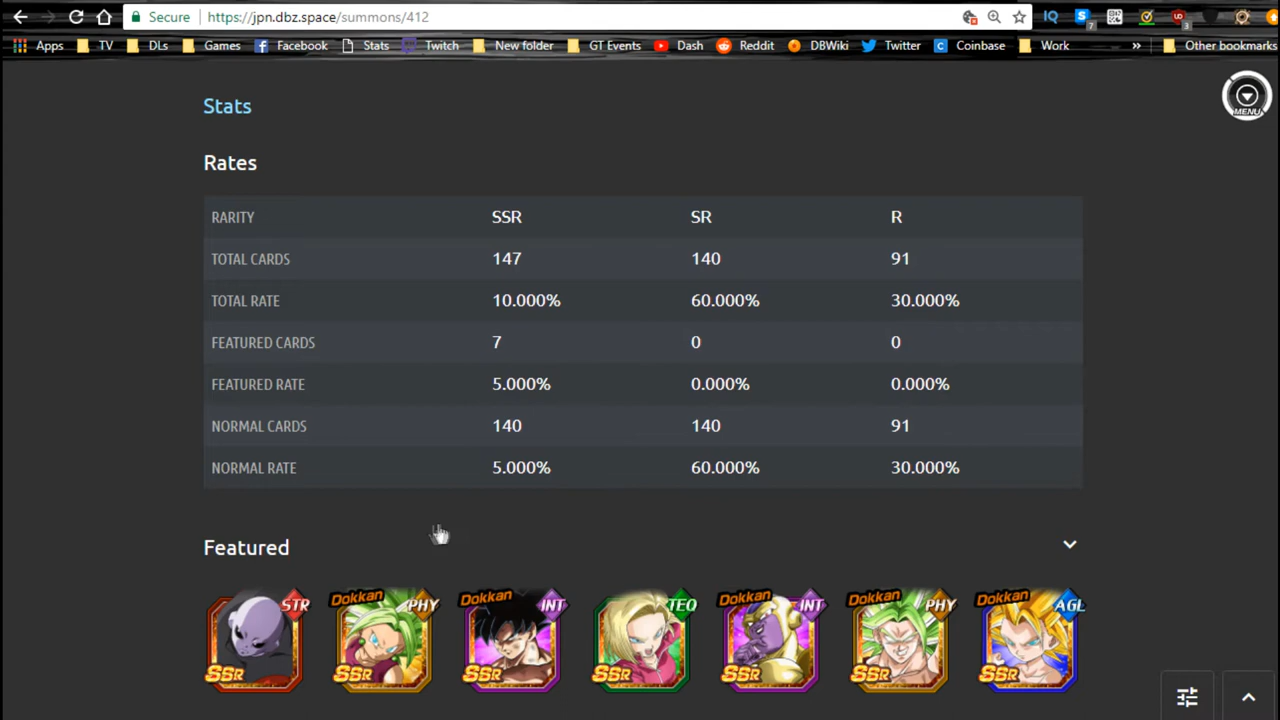 Secure https://jpn.dbz.space/summons/412 IQ 7 3
Apps TV DLs Games Facebook Stats Twitch New folder GT Events Dash Reddit DBWiki Twitter Coinbase Work » Other bookmarks
MENU
Stats
Rates
RARITY SSR SR R
TOTAL CARDS 147 140 91
TOTAL RATE 10.000% 60.000% 30.000%
FEATURED CARDS 7 0 0
FEATURED RATE 5.000% 0.000% 0.000%
NORMAL CARDS 140 140 91
NORMAL RATE 5.000% 60.000% 30.000%
Featured
STR Dokkan PHY Dokkan INT TEQ Dokkan INT Dokkan PHY Dokkan AGL
SSR SSR SSR SSR SSR SSR SSR